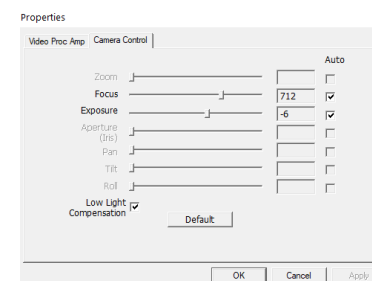 Properties
Video Proc Amp Camera Control
Auto
Zoom
Focus 712
Exposure -6
Aperture
(Iris)
Pan
Tilt
Roll
Low Light
Compensation
Default
OK Cancel Apply